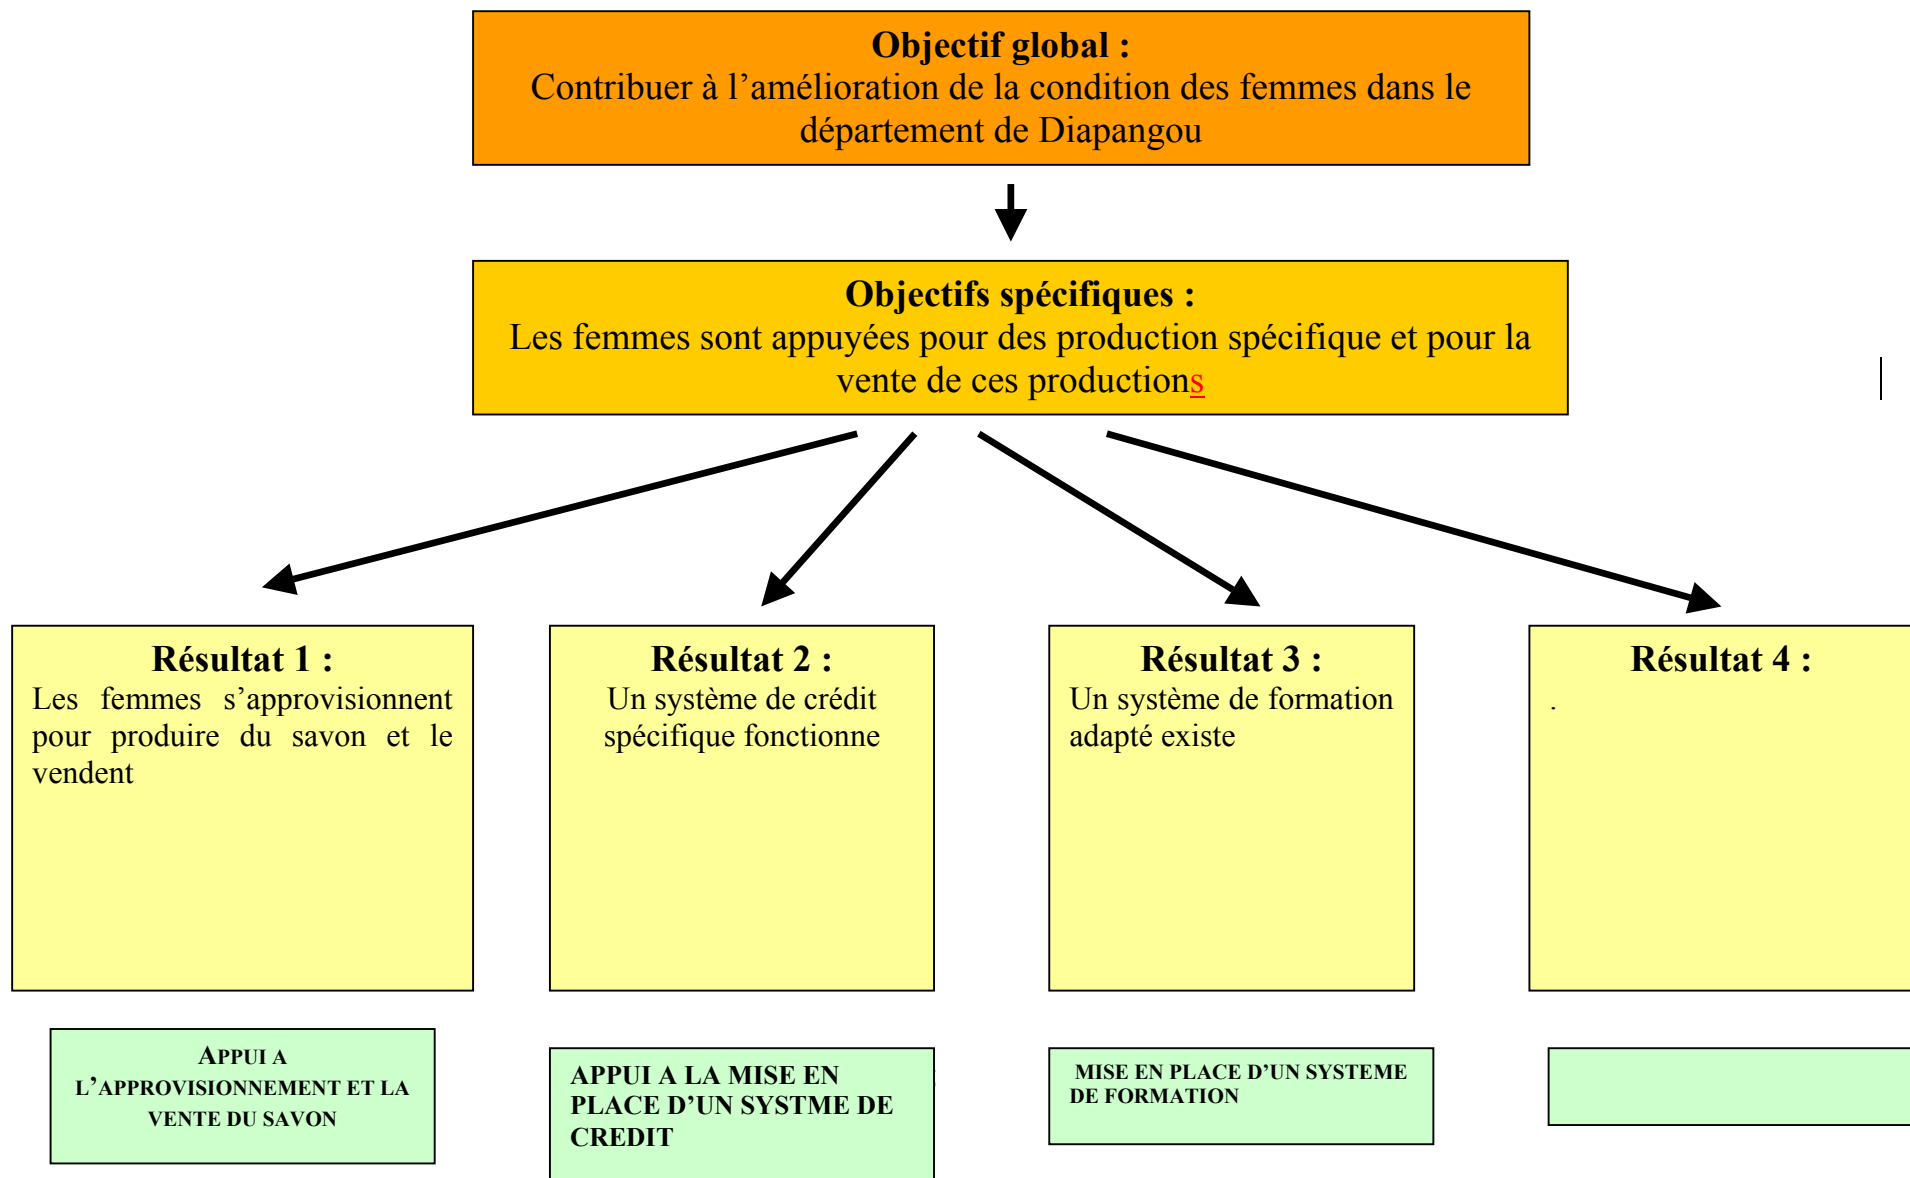 Objectif global :
Contribuer à l’amélioration de la condition des femmes dans le
département de Diapangou
Objectifs spécifiques :
Les femmes sont appuyées pour des production spécifique et pour la
vente de ces productions
Résultat 1 :
Les femmes s’approvisionnent
pour produire du savon et le
vendent
Résultat 2 :
Un système de crédit
spécifique fonctionne
Résultat 3 :
Un système de formation
adapté existe
Résultat 4 :
.
APPUI A
L’APPROVISIONNEMENT ET LA
VENTE DU SAVON
APPUI A LA MISE EN
PLACE D’UN SYSTME DE
CREDIT
MISE EN PLACE D’UN SYSTEME
DE FORMATION